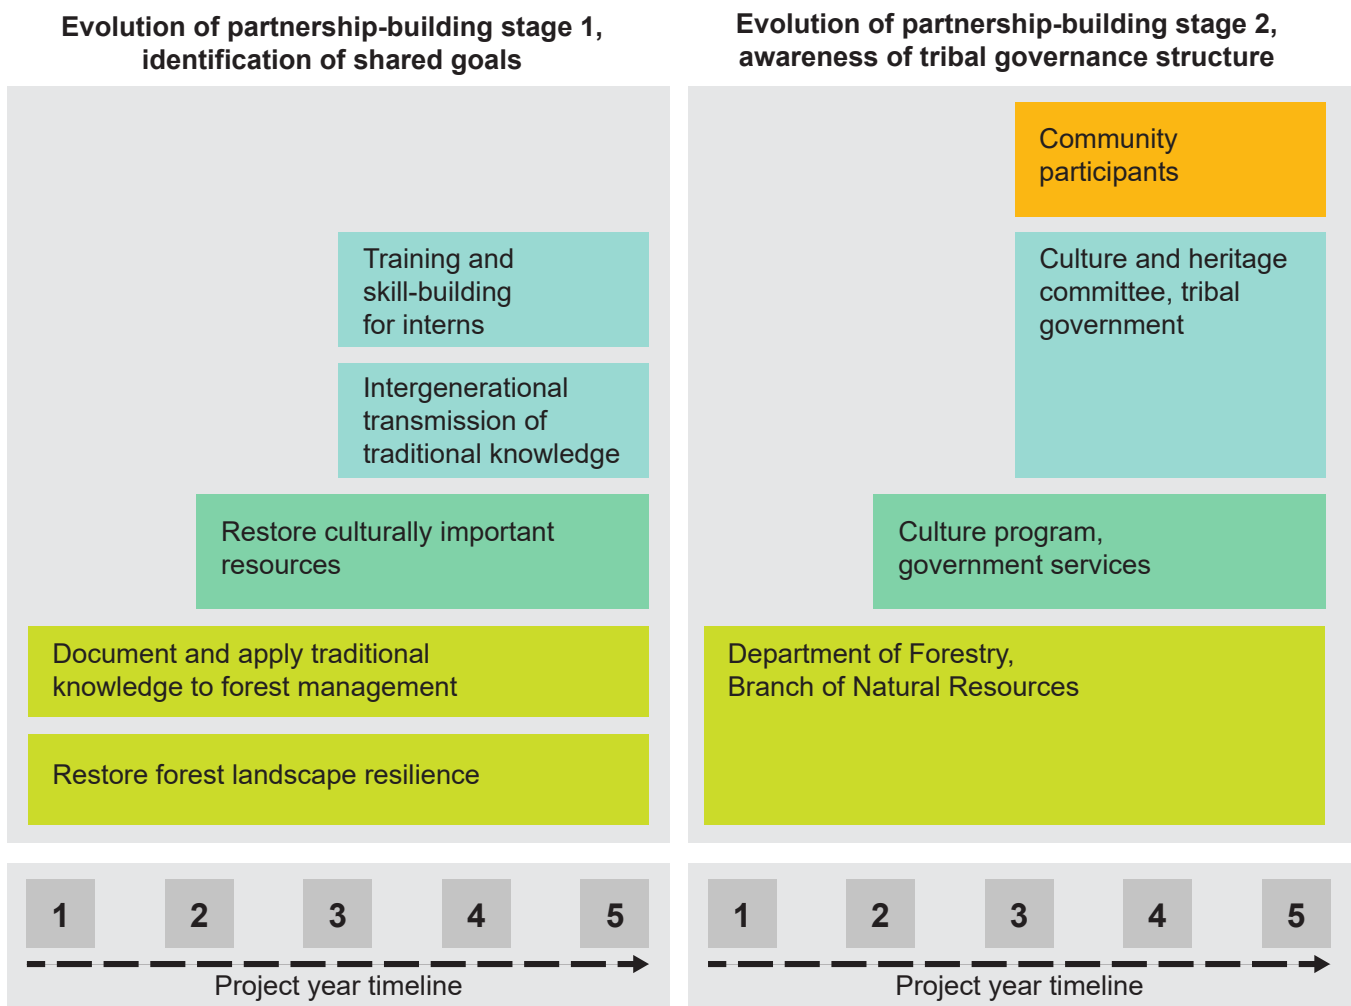 Evolution of partnership-building stage 1,
identification of shared goals
Training and
skill-building
for interns
Intergenerational
transmission of
traditional knowledge
Restore culturally important
resources
Document and apply traditional
knowledge to forest management
Restore forest landscape resilience
1 2 3 4 5
Project year timeline
Evolution of partnership-building stage 2,
awareness of tribal governance structure
Community
participants
Culture and heritage
committee, tribal
government
Culture program,
government services
Department of Forestry,
Branch of Natural Resources
1 2 3 4 5
Project year timeline